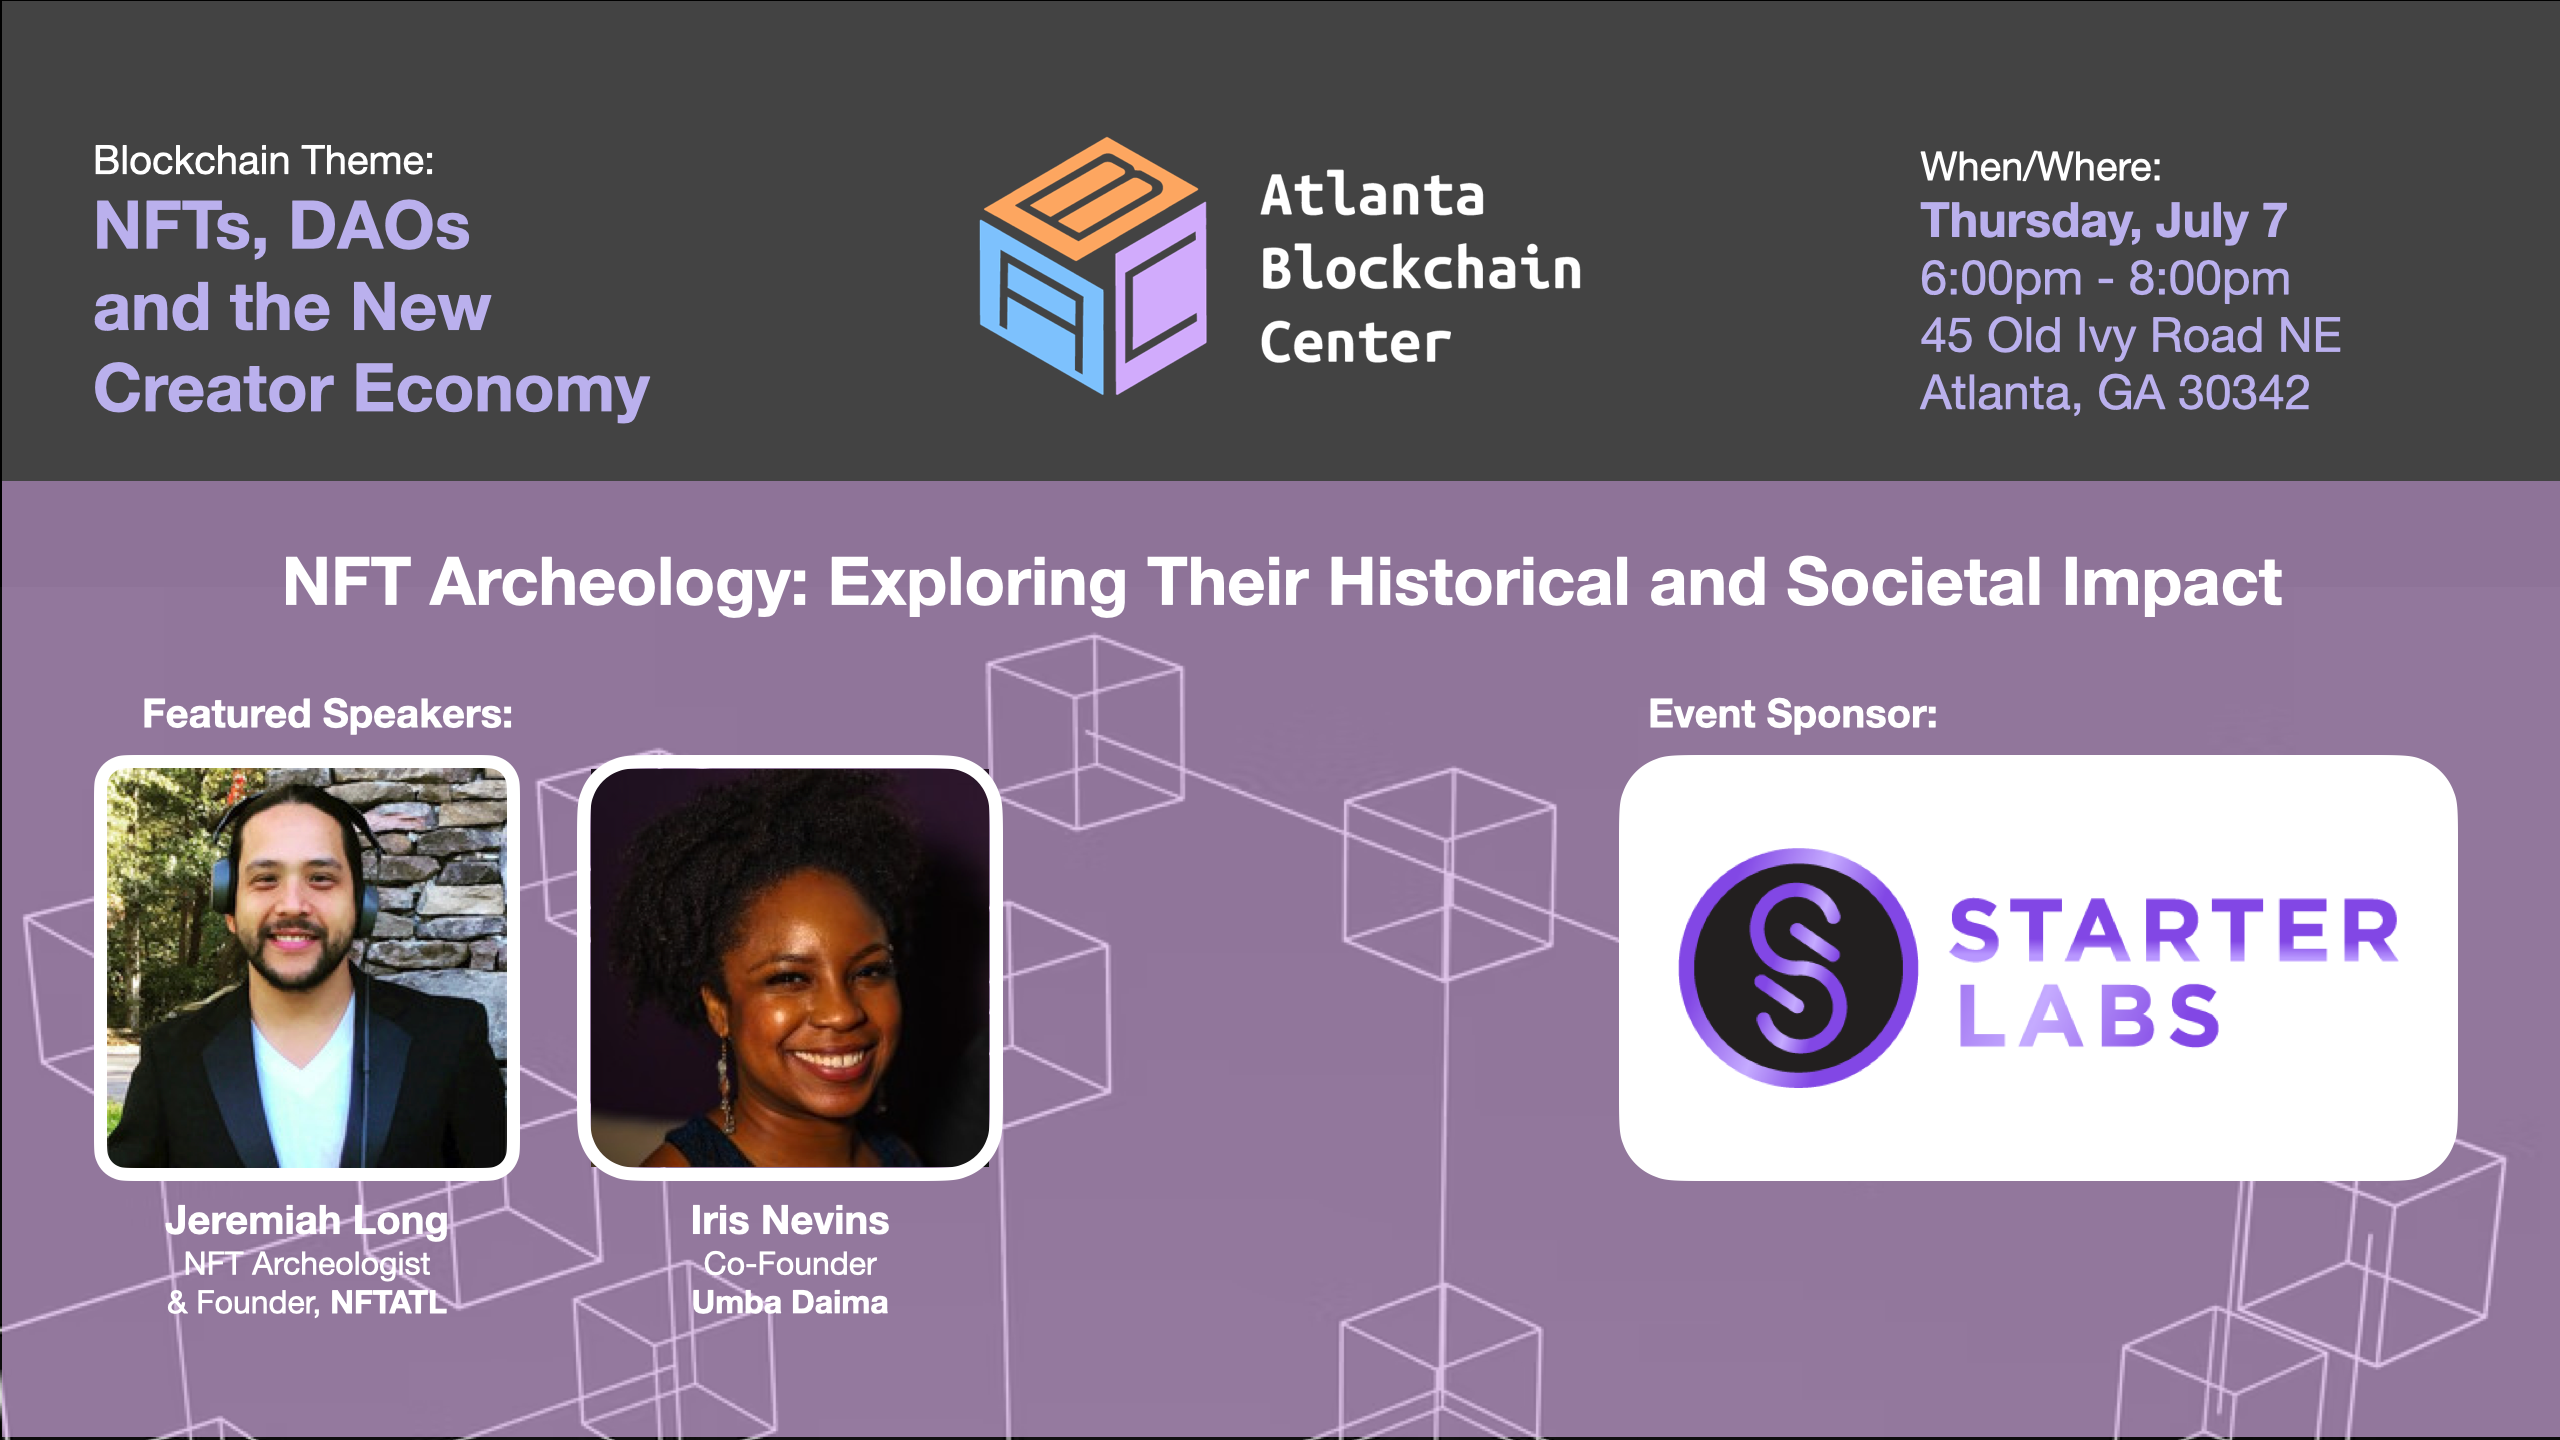 Blockchain Theme:
NFTs, DAOs
and the New
Creator Economy
B
A
C
Atlanta
Blockchain
Center
When/Where:
Thursday, July 7
6:00pm - 8:00pm
45 Old Ivy Road NE
Atlanta, GA 30342
NFT Archeology: Exploring Their Historical and Societal Impact
Featured Speakers:
Jeremiah Long
NFT Archeologist
& Founder, NFTATL
Iris Nevins
Co-Founder
Umba Daima
Event Sponsor:
S
STARTER
LABS